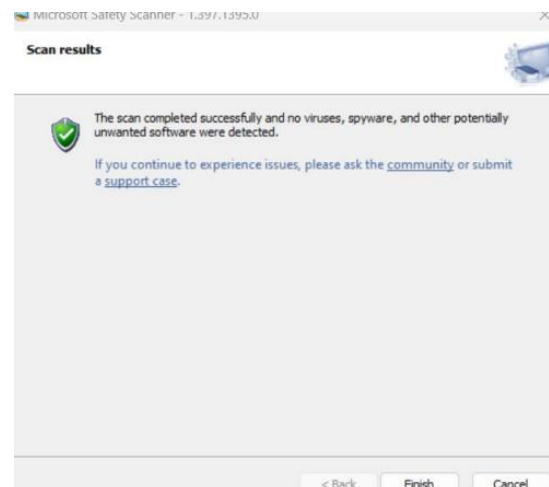 Microsoft Safety Scanner - 1.397.1395.0
Scan results
The scan completed successfully and no viruses, spyware, and other potentially
unwanted software were detected.
If you continue to experience issues, please ask the community or submit
a support case.
< Back Finish Cancel